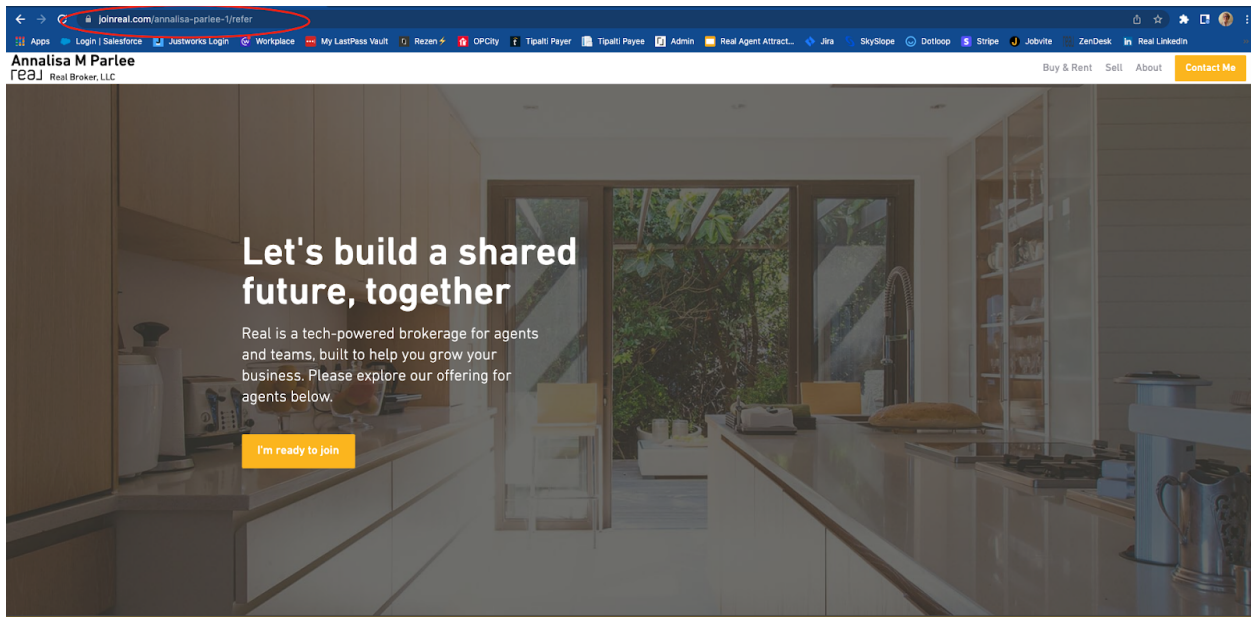 joinreal.com/annalisa-parlee-1/refer
Apps Login | Salesforce Justworks Login Workplace My LastPass Vault Rezen⚡ OPCity Tipalti Payer Tipalti Payee Admin Real Agent Attract... Jira SkySlope Dotloop Stripe Jobvite ZenDesk Real LinkedIn
Annalisa M Parlee
real Real Broker, LLC
Buy & Rent Sell About Contact Me
Let's build a shared
future, together
Real is a tech-powered brokerage for agents
and teams, built to help you grow your
business. Please explore our offering for
agents below.
I'm ready to join